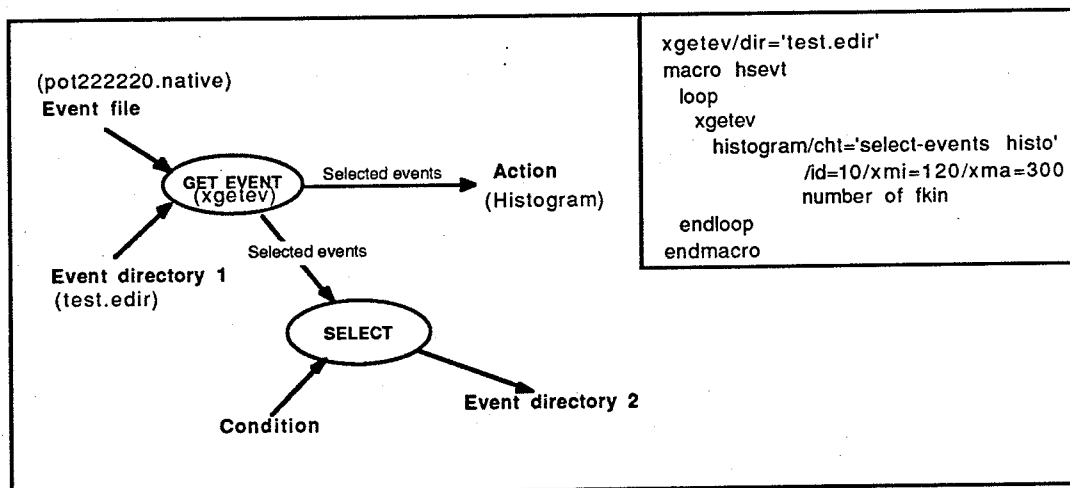 (pot222220.native)
Event file
GET EVENT
(xgetev)
Selected events
Action
(Histogram)
Selected events
Event directory 1
(test.edir)
SELECT
Condition
Event directory 2
xgetev/dir='test.edir'
macro hsevt
loop
xgetev
histogram/cht='select-events histo'
/id=10/xmi=120/xma=300
number of fkin
endloop
endmacro